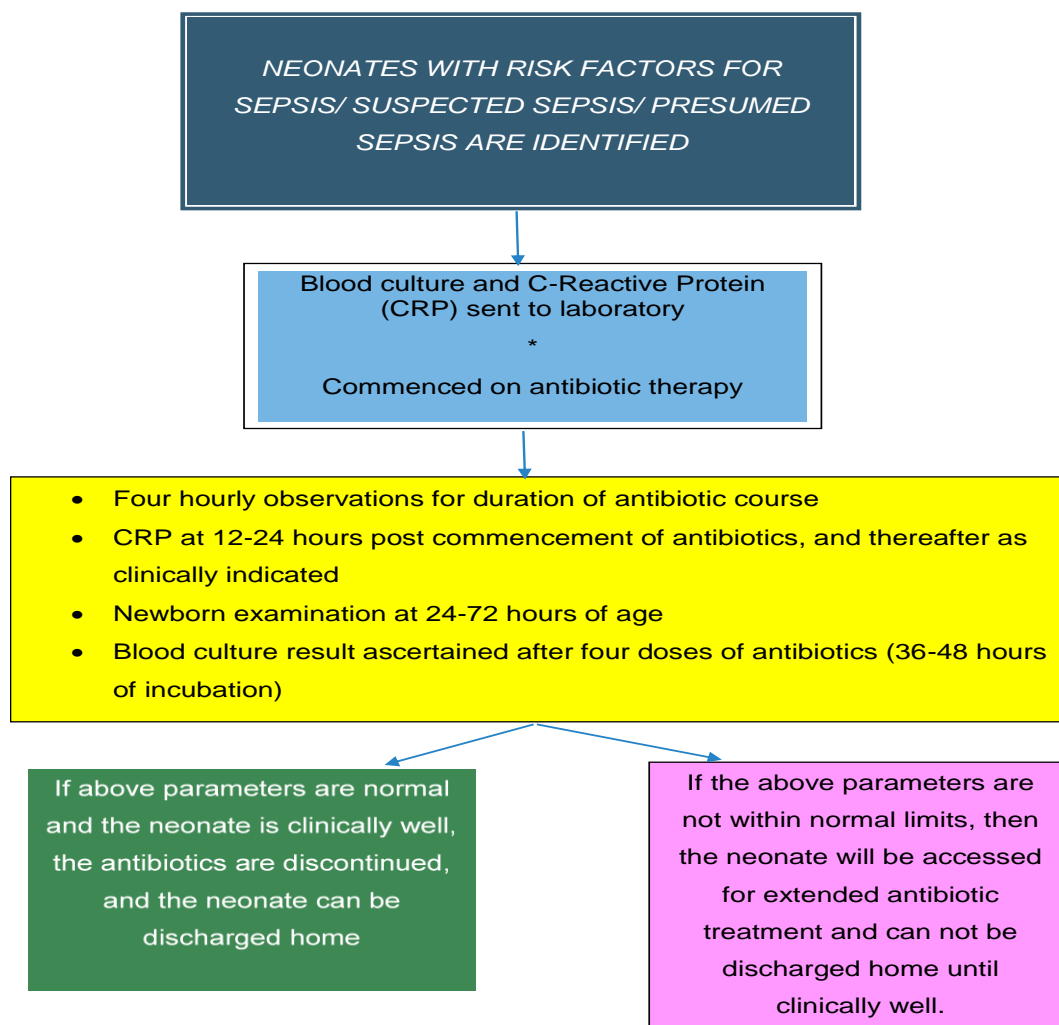 NEONATES WITH RISK FACTORS FOR
SEPSIS/ SUSPECTED SEPSIS/ PRESUMED
SEPSIS ARE IDENTIFIED
Blood culture and C-Reactive Protein
(CRP) sent to laboratory
*
Commenced on antibiotic therapy
• Four hourly observations for duration of antibiotic course
• CRP at 12-24 hours post commencement of antibiotics, and thereafter as
clinically indicated
• Newborn examination at 24-72 hours of age
• Blood culture result ascertained after four doses of antibiotics (36-48 hours
of incubation)
If above parameters are normal
and the neonate is clinically well,
the antibiotics are discontinued,
and the neonate can be
discharged home
If the above parameters are
not within normal limits, then
the neonate will be accessed
for extended antibiotic
treatment and can not be
discharged home until
clinically well.